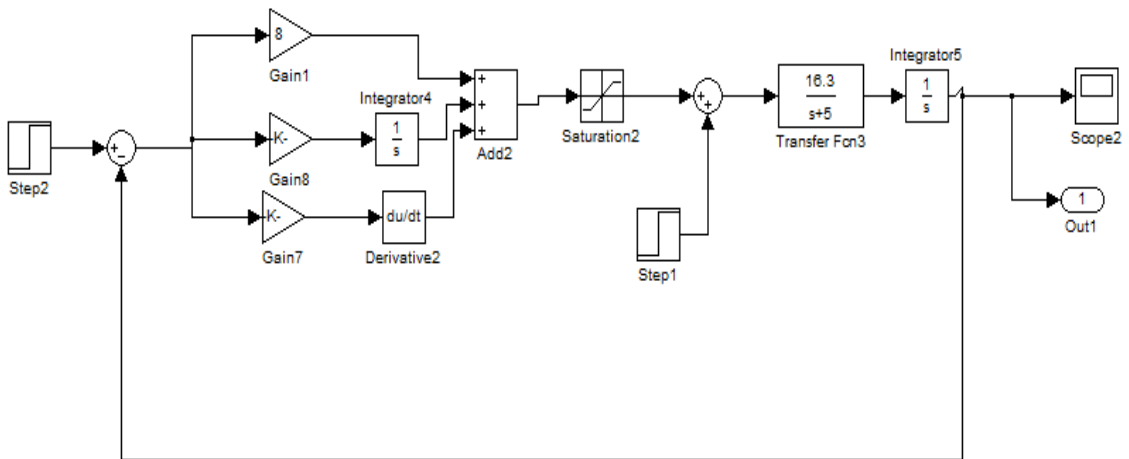 8
Gain1
Integrator4
1
s
K-
Gain8
K-
Gain7
du/dt
Derivative2
+
+
+
Add2
Step2
+
−
Saturation2
+
+
Step1
16.3
s+5
Transfer Fcn3
Integrator5
1
s
Scope2
1
Out1